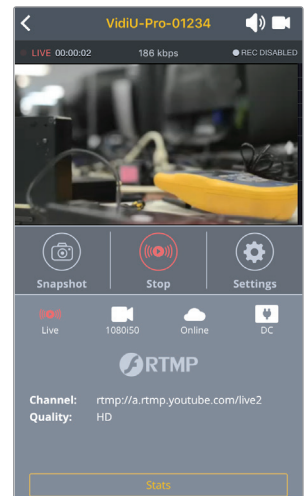 VidiU-Pro-01234
LIVE 00:00:02 186 kbps REC DISABLED
Snapshot Stop Settings
Live 1080i50 Online DC
RTMP
Channel: rtmp://a.rtmp.youtube.com/live2
Quality: HD
Stats